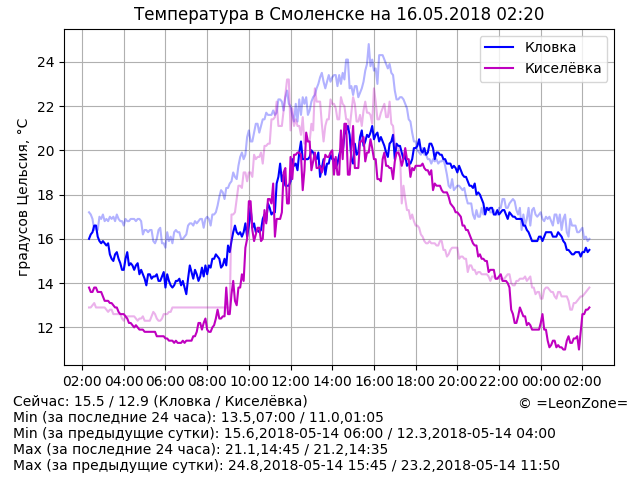 Температура в Смоленске на 16.05.2018 02:20
градусов Цельсия, °C
24
22
20
18
16
14
12
Кловка
Киселёвка
02:00 04:00 06:00 08:00 10:00 12:00 14:00 16:00 18:00 20:00 22:00 00:00 02:00
Сейчас: 15.5 / 12.9 (Кловка / Киселёвка)
© =LeonZone=
Min (за последние 24 часа): 13.5,07:00 / 11.0,01:05
Min (за предыдущие сутки): 15.6,2018-05-14 06:00 / 12.3,2018-05-14 04:00
Max (за последние 24 часа): 21.1,14:45 / 21.2,14:35
Max (за предыдущие сутки): 24.8,2018-05-14 15:45 / 23.2,2018-05-14 11:50